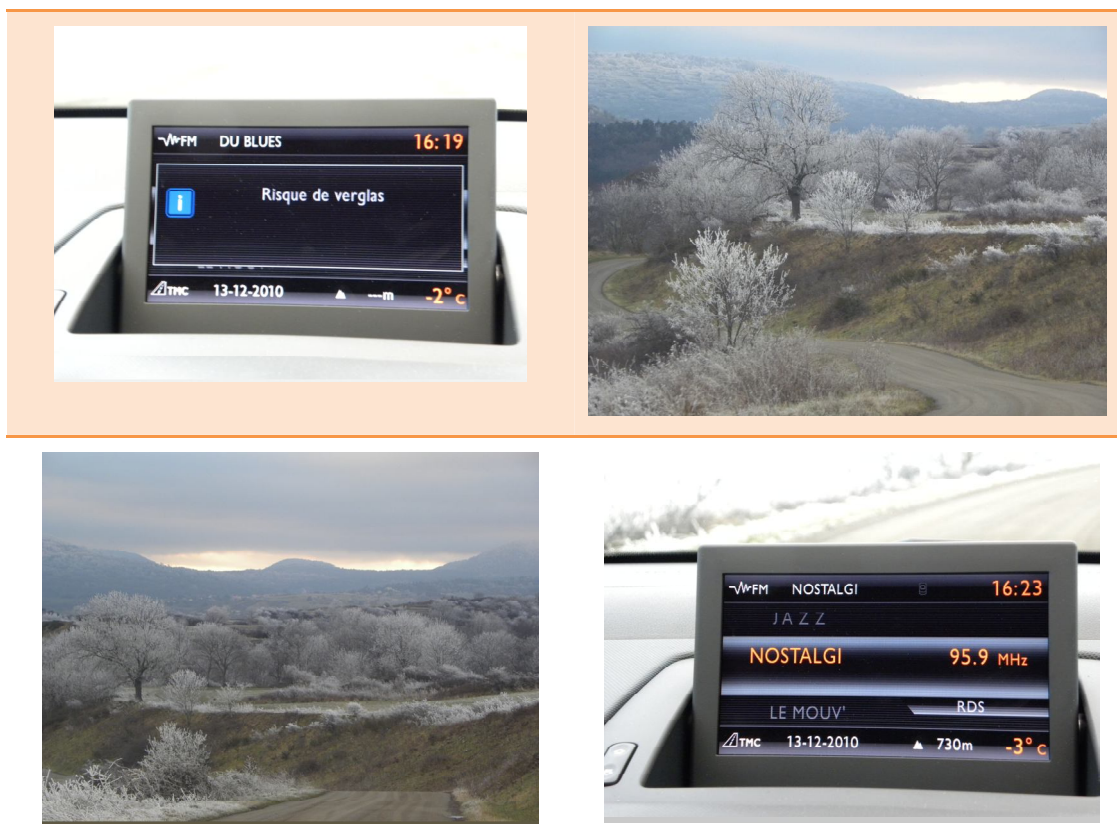 FM DU BLUES 16:19
i
Risque de verglas
TMC 13-12-2010 ---m -2° C
FM NOSTALGI 16:23
JAZZ
NOSTALGI 95.9 MHz
LE MOUV' RDS
TMC 13-12-2010 730m -3° C